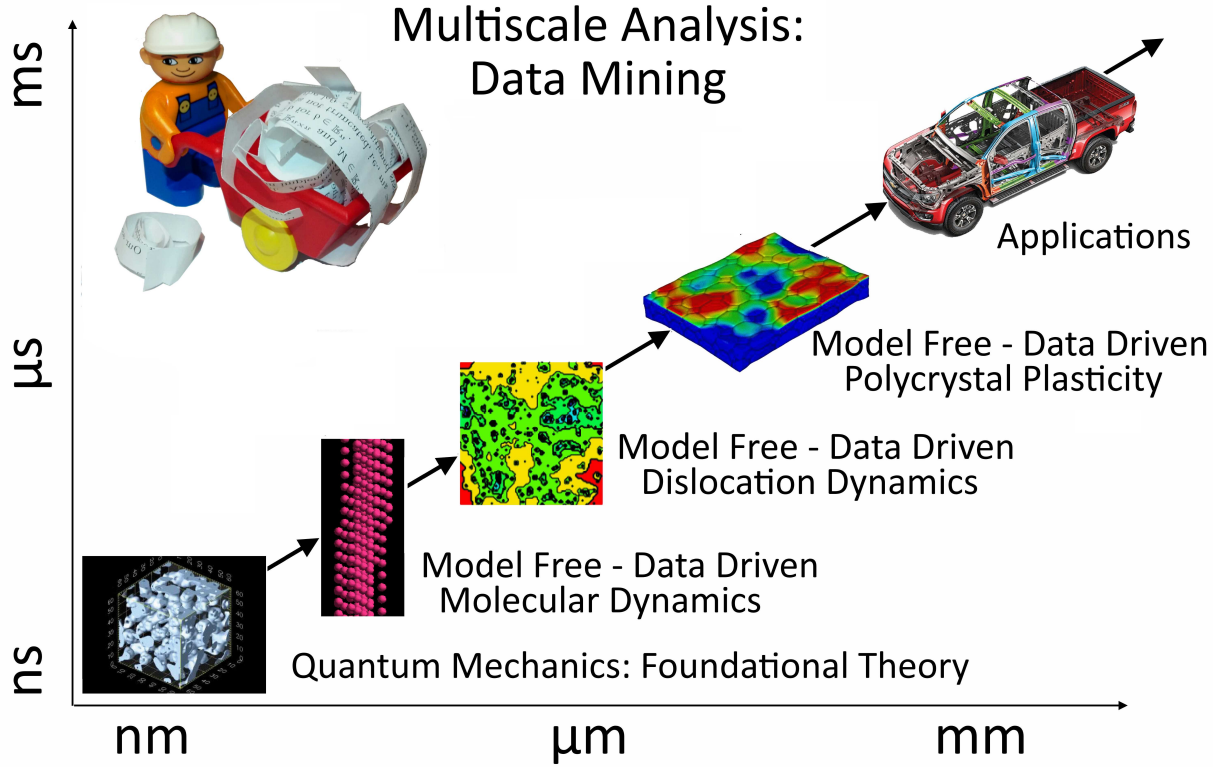 Multiscale Analysis:
Data Mining
ms
µs
ns
Applications
Model Free - Data Driven
Polycrystal Plasticity
Model Free - Data Driven
Dislocation Dynamics
Model Free - Data Driven
Molecular Dynamics
Quantum Mechanics: Foundational Theory
nm
µm
mm